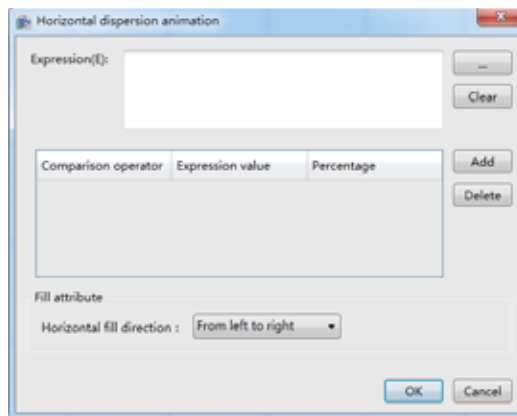 Horizontal dispersion animation
Expression(E):
...
Clear
Comparison operator Expression value Percentage
Add
Delete
Fill attribute
Horizontal fill direction : From left to right
OK Cancel